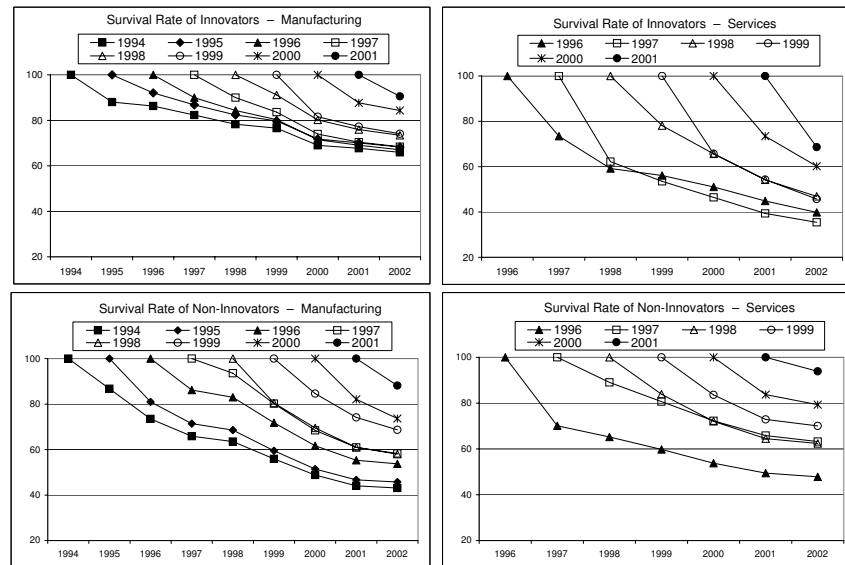 Survival Rate of Innovators – Manufacturing
1994 1995 1996 1997
1998 1999 2000 2001
100
80
60
40
20
1994 1995 1996 1997 1998 1999 2000 2001 2002
Survival Rate of Innovators – Services
1996 1997 1998 1999
2000 2001
100
80
60
40
20
1996 1997 1998 1999 2000 2001 2002
Survival Rate of Non-Innovators – Manufacturing
1994 1995 1996 1997
1998 1999 2000 2001
100
80
60
40
20
1994 1995 1996 1997 1998 1999 2000 2001 2002
Survival Rate of Non-Innovators – Services
1996 1997 1998 1999
2000 2001
100
80
60
40
20
1996 1997 1998 1999 2000 2001 2002